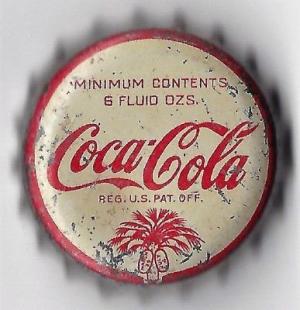 MINIMUM CONTENTS
6 FLUID OZS.
Coca-Cola
REG. U.S. PAT. OFF.